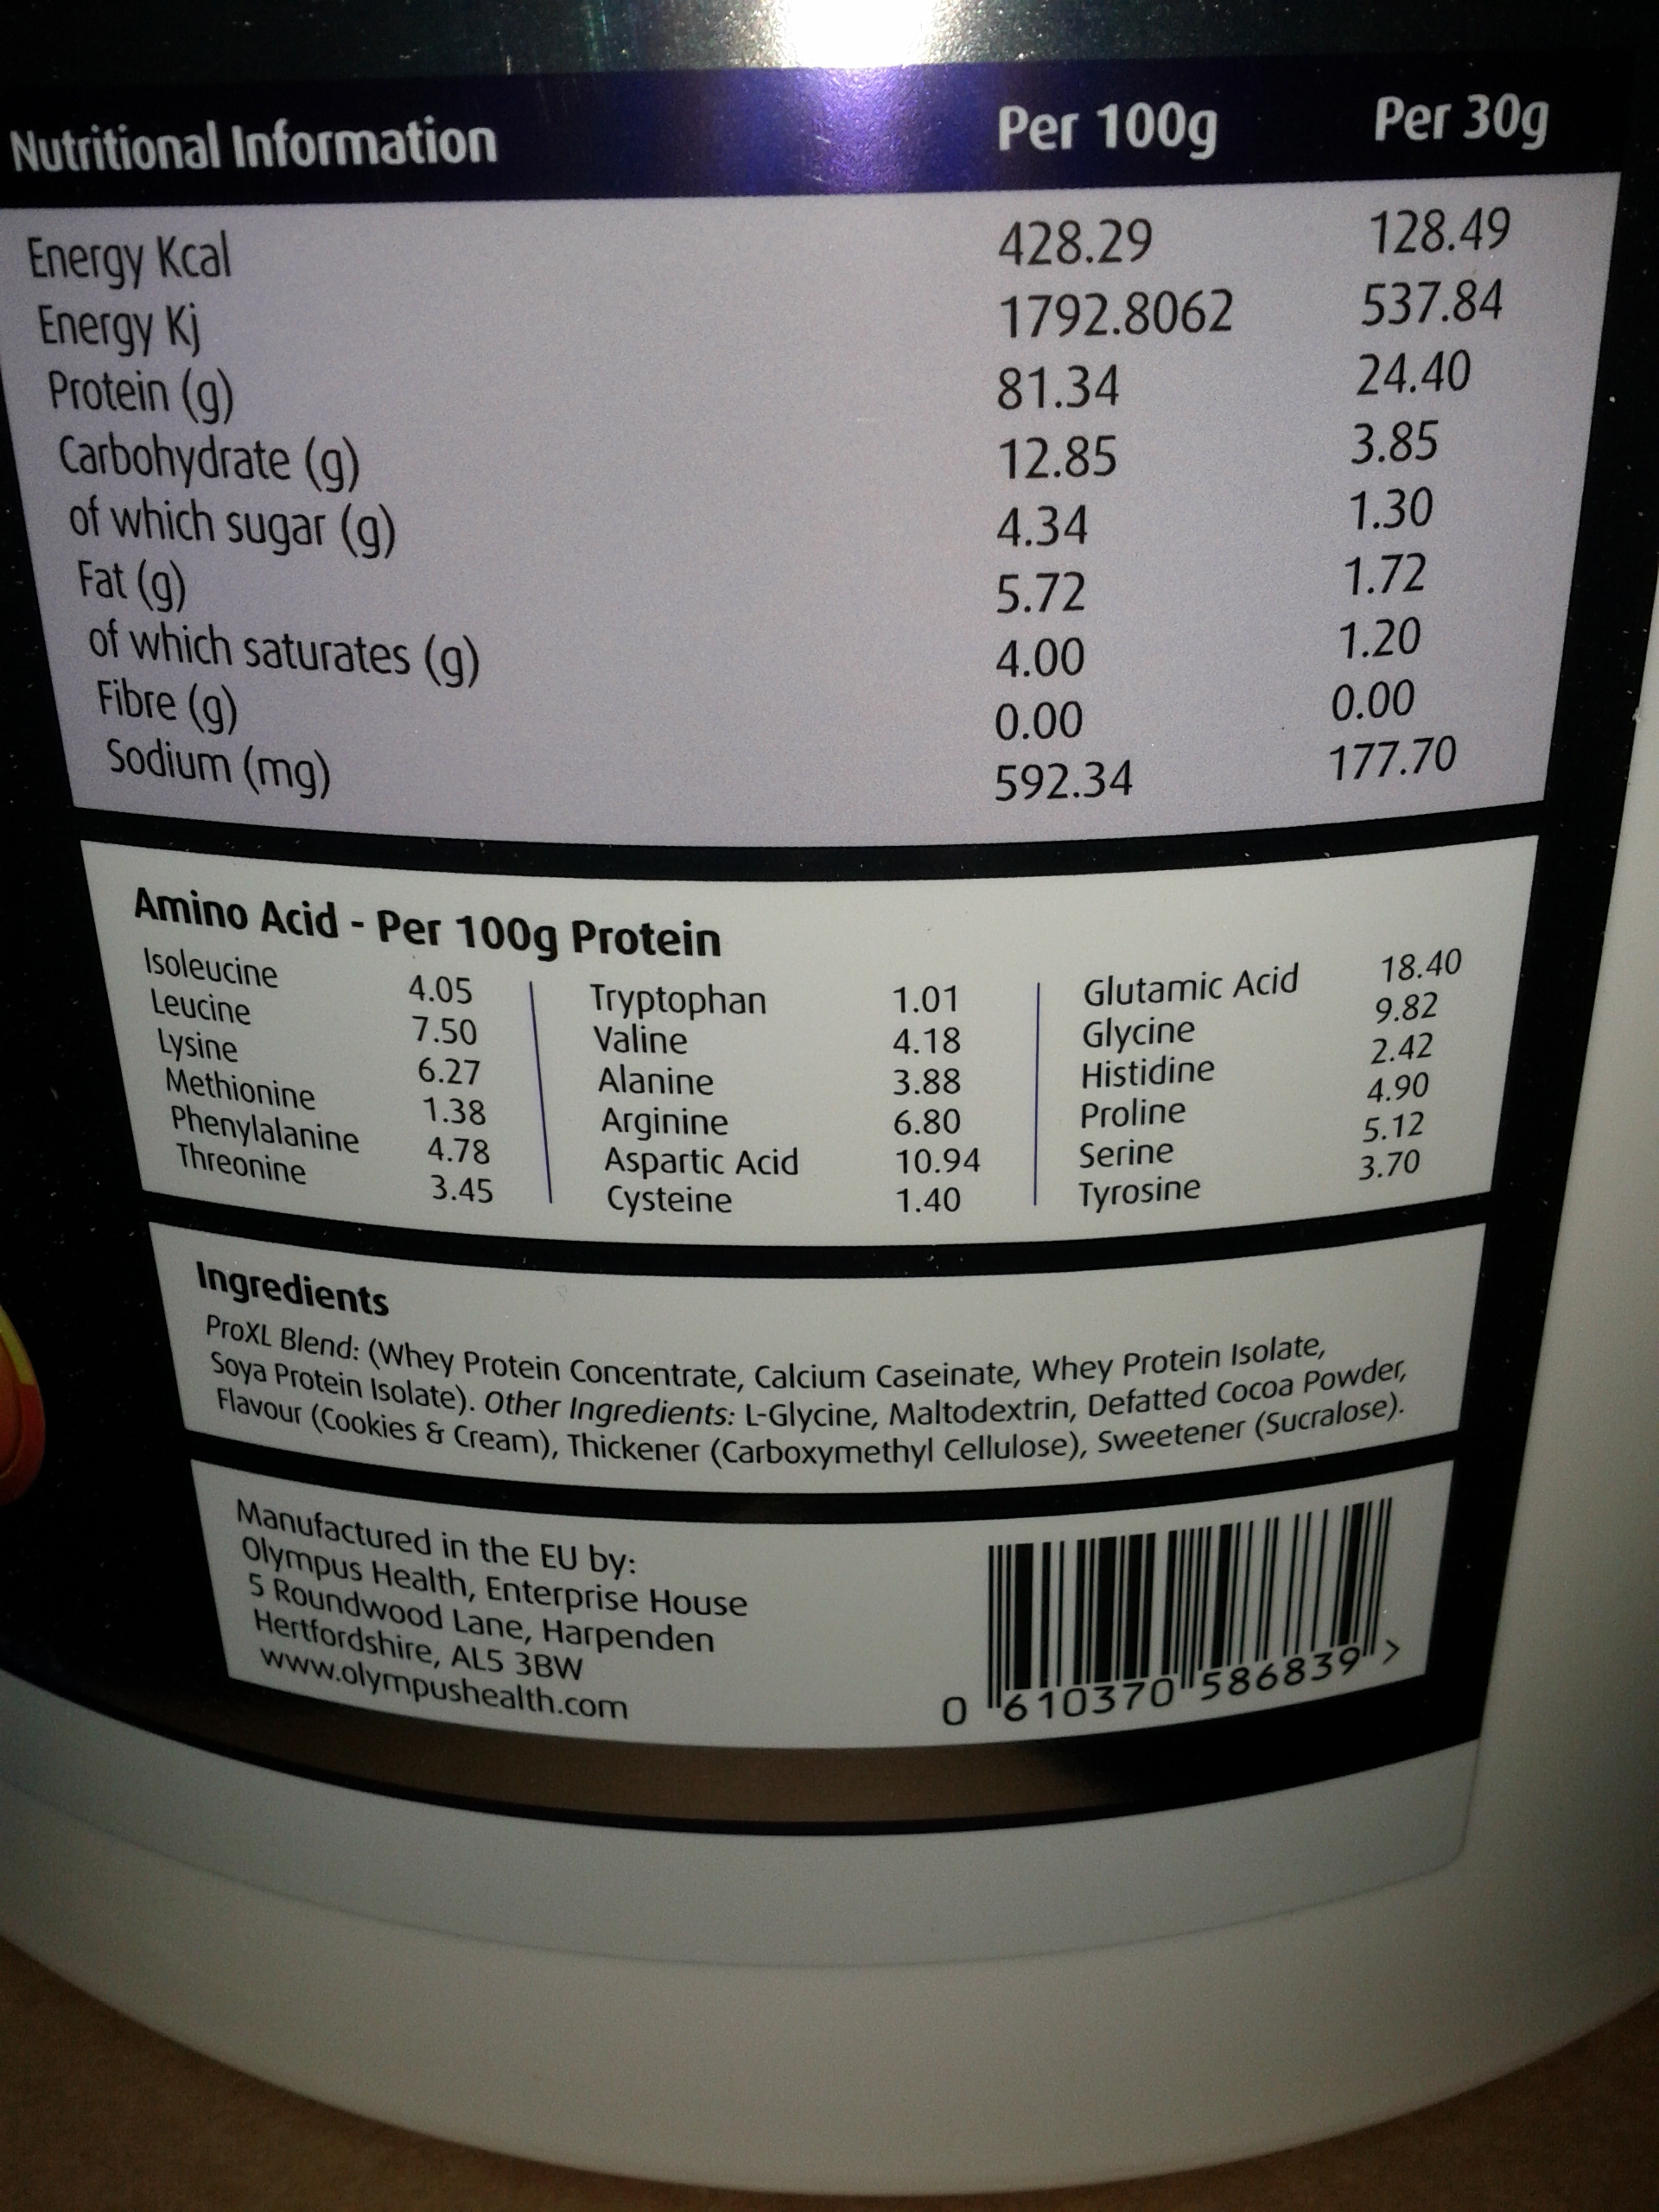 Nutritional Information Per 100g Per 30g
Energy Kcal 428.29 128.49
Energy Kj 1792.8062 537.84
Protein (g) 81.34 24.40
Carbohydrate (g) 12.85 3.85
of which sugar (g) 4.34 1.30
Fat (g) 5.72 1.72
of which saturates (g) 4.00 1.20
Fibre (g) 0.00 0.00
Sodium (mg) 592.34 177.70
Amino Acid - Per 100g Protein
Isoleucine 4.05 Tryptophan 1.01 Glutamic Acid 18.40
Leucine 7.50 Valine 4.18 Glycine 9.82
Lysine 6.27 Alanine 3.88 Histidine 2.42
Methionine 1.38 Arginine 6.80 Proline 4.90
Phenylalanine 4.78 Aspartic Acid 10.94 Serine 5.12
Threonine 3.45 Cysteine 1.40 Tyrosine 3.70
Ingredients
ProXL Blend: (Whey Protein Concentrate, Calcium Caseinate, Whey Protein Isolate,
Soya Protein Isolate). Other Ingredients: L-Glycine, Maltodextrin, Defatted Cocoa Powder,
Flavour (Cookies & Cream), Thickener (Carboxymethyl Cellulose), Sweetener (Sucralose).
Manufactured in the EU by:
Olympus Health, Enterprise House
5 Roundwood Lane, Harpenden
Hertfordshire, AL5 3BW
www.olympushealth.com
0 610370 586839 >